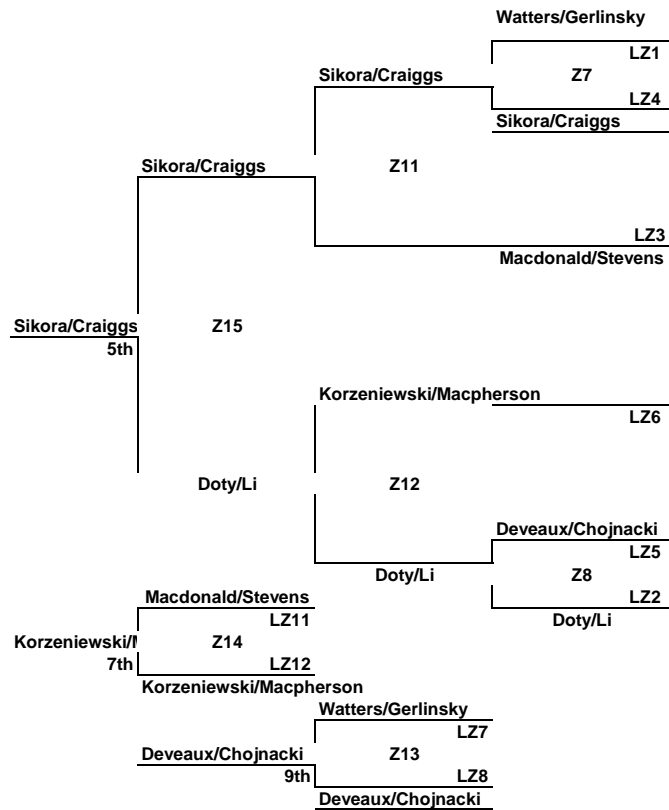 Watters/Gerlinsky
LZ1
Sikora/Craiggs Z7
LZ4
Sikora/Craiggs
Sikora/Craiggs Z11
LZ3
Macdonald/Stevens
Sikora/Craiggs Z15
5th
Korzeniewski/Macpherson
LZ6
Doty/Li Z12
Deveaux/Chojnacki
LZ5
Doty/Li Z8
Macdonald/Stevens LZ2
LZ11 Doty/Li
Korzeniewski/M Z14
7th LZ12
Korzeniewski/Macpherson
Watters/Gerlinsky
LZ7
Deveaux/Chojnacki Z13
9th LZ8
Deveaux/Chojnacki